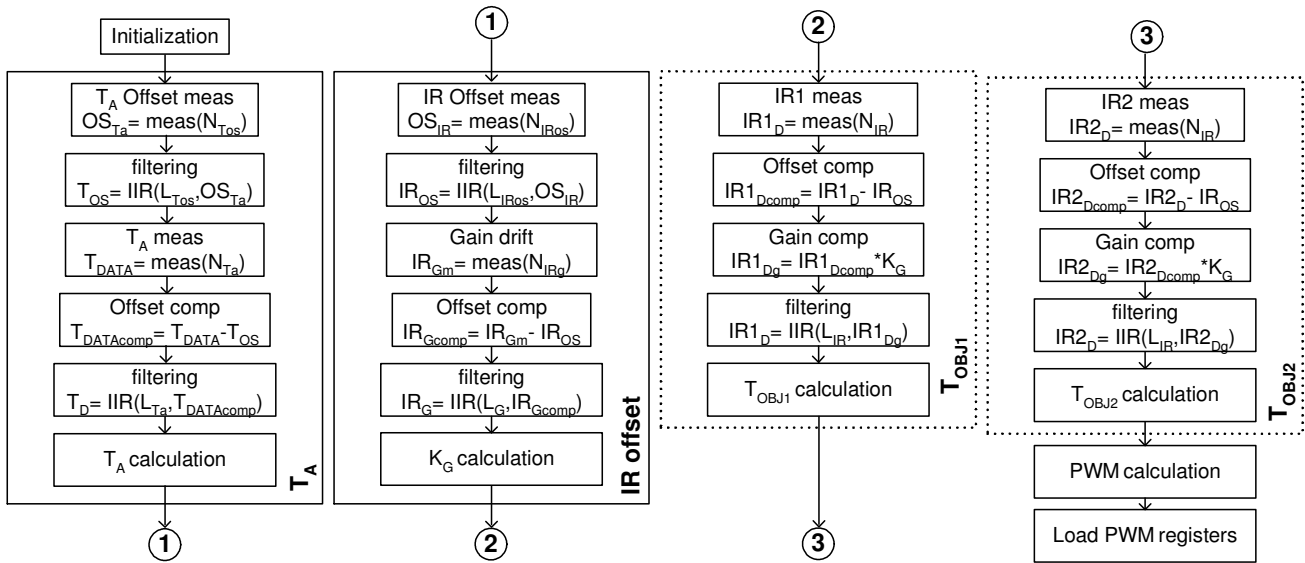 Initialization
T_A Offset meas
OS_Ta= meas(N_Tos)
filtering
T_OS= IIR(L_Tos,OS_Ta)
T_A meas
T_DATA= meas(N_Ta)
Offset comp
T_DATAcomp= T_DATA-T_OS
filtering
T_D= IIR(L_Ta,T_DATAcomp)
T_A calculation
T_A
1
1
IR Offset meas
OS_IR= meas(N_IRos)
filtering
IR_OS= IIR(L_IRos,OS_IR)
Gain drift
IR_Gm= meas(N_IRg)
Offset comp
IR_Gcomp= IR_Gm- IR_OS
filtering
IR_G= IIR(L_G,IR_Gcomp)
K_G calculation
IR offset
2
2
IR1 meas
IR1_D= meas(N_IR)
Offset comp
IR1_Dcomp= IR1_D- IR_OS
Gain comp
IR1_Dg= IR1_Dcomp*K_G
filtering
IR1_D= IIR(L_IR,IR1_Dg)
T_OBJ1 calculation
T_OBJ1
3
3
IR2 meas
IR2_D= meas(N_IR)
Offset comp
IR2_Dcomp= IR2_D- IR_OS
Gain comp
IR2_Dg= IR2_Dcomp*K_G
filtering
IR2_D= IIR(L_IR,IR2_Dg)
T_OBJ2 calculation
T_OBJ2
PWM calculation
Load PWM registers